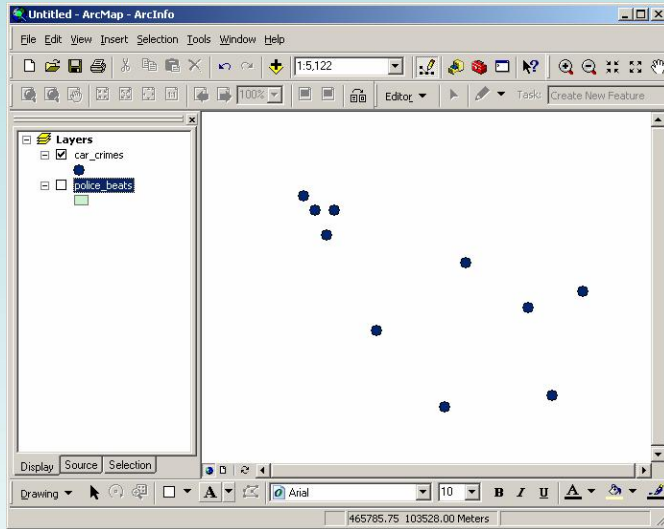 Untitled - ArcMap - ArcInfo
File Edit View Insert Selection Tools Window Help
1:5,122
100% Editor Task: Create New Feature
Layers
car_crimes
police_beats
Display Source Selection
Drawing A Arial 10 B I U A
465785.75 103528.00 Meters